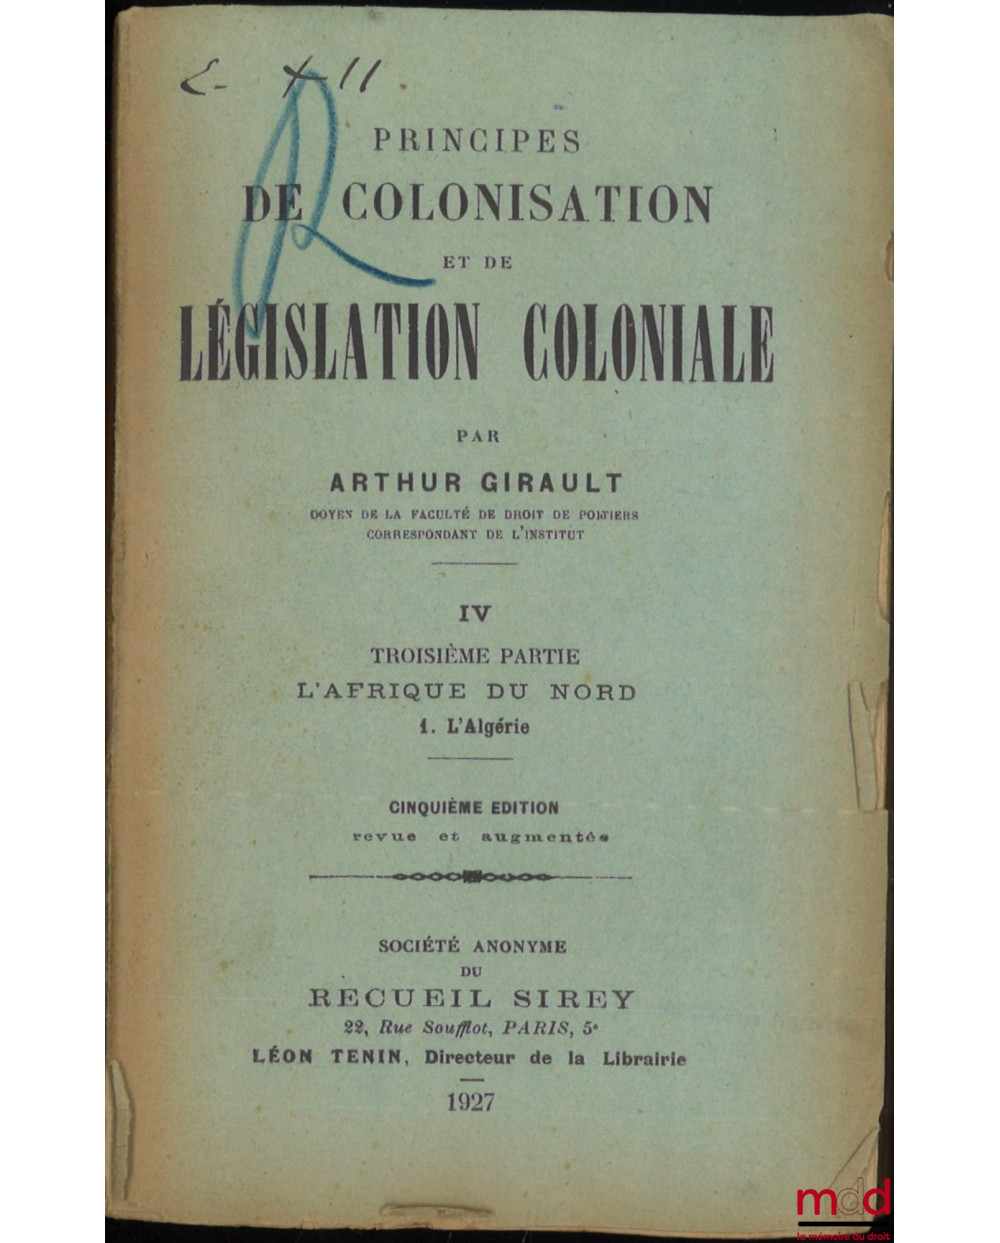 PRINCIPES
DE COLONISATION
ET DE
LÉGISLATION COLONIALE
PAR
ARTHUR GIRAULT
DOYEN DE LA FACULTÉ DE DROIT DE POITIERS
CORRESPONDANT DE L'INSTITUT
IV
TROISIÈME PARTIE
L'AFRIQUE DU NORD
1. L'Algérie
CINQUIÈME EDITION
revue et augmentée
SOCIÉTÉ ANONYME
DU
RECUEIL SIREY
22, Rue Soufflot, PARIS, 5e
LÉON TENIN, Directeur de la Librairie
1927
mdd
la mémoire du droit